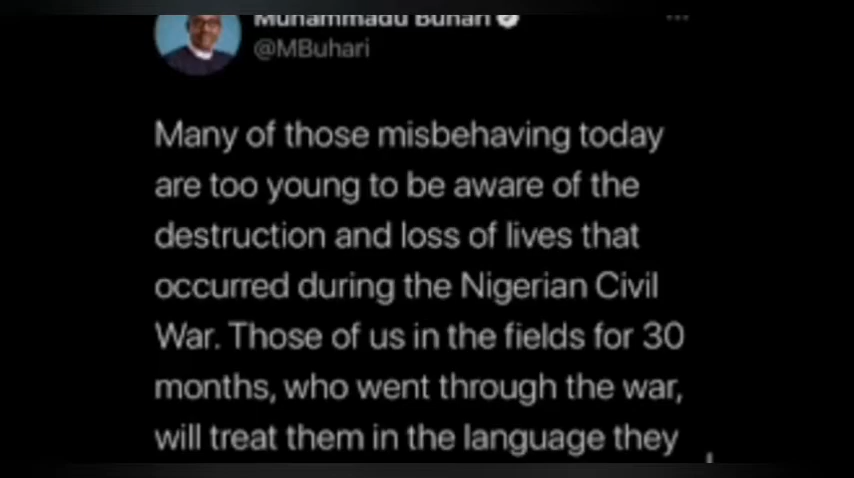 Muhammadu Buhari
@MBuhari
Many of those misbehaving today
are too young to be aware of the
destruction and loss of lives that
occurred during the Nigerian Civil
War. Those of us in the fields for 30
months, who went through the war,
will treat them in the language they